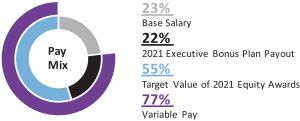 Pay
Mix
23%
Base Salary
22%
2021 Executive Bonus Plan Payout
55%
Target Value of 2021 Equity Awards
77%
Variable Pay